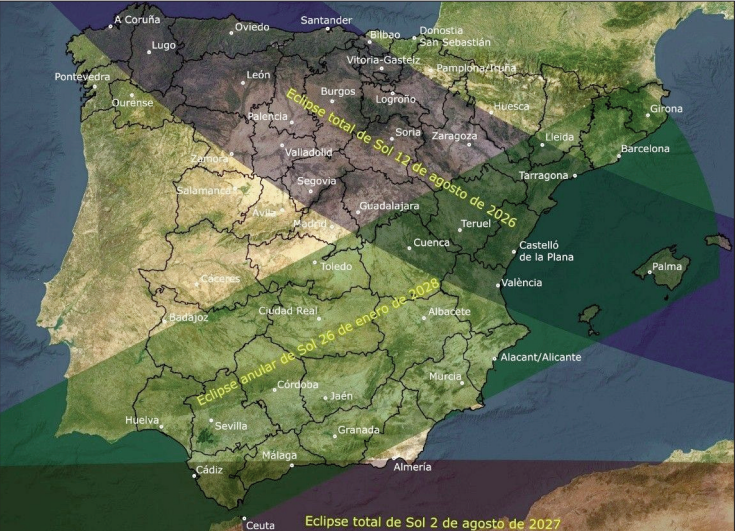 A Coruña
Oviedo
Santander
Bilbao
Donostia
San Sebastián
Lugo
Vitoria-Gasteiz
Pamplona/Iruña
Pontevedra
León
Ourense
Burgos
Logroño
Huesca
Girona
Eclipse total de Sol 12 de agosto de 2026
Palencia
Soria
Zaragoza
Lleida
Barcelona
Zamora
Valladolid
Tarragona
Salamanca
Segovia
Ávila
Guadalajara
Madrid
Teruel
Cuenca
Castelló
de la Plana
Toledo
Palma
Cáceres
València
Badajoz
Ciudad Real
Albacete
Eclipse anular de Sol 26 de enero de 2028
Alacant/Alicante
Córdoba
Jaén
Murcia
Huelva
Sevilla
Granada
Málaga
Almería
Cádiz
Ceuta
Eclipse total de Sol 2 de agosto de 2027